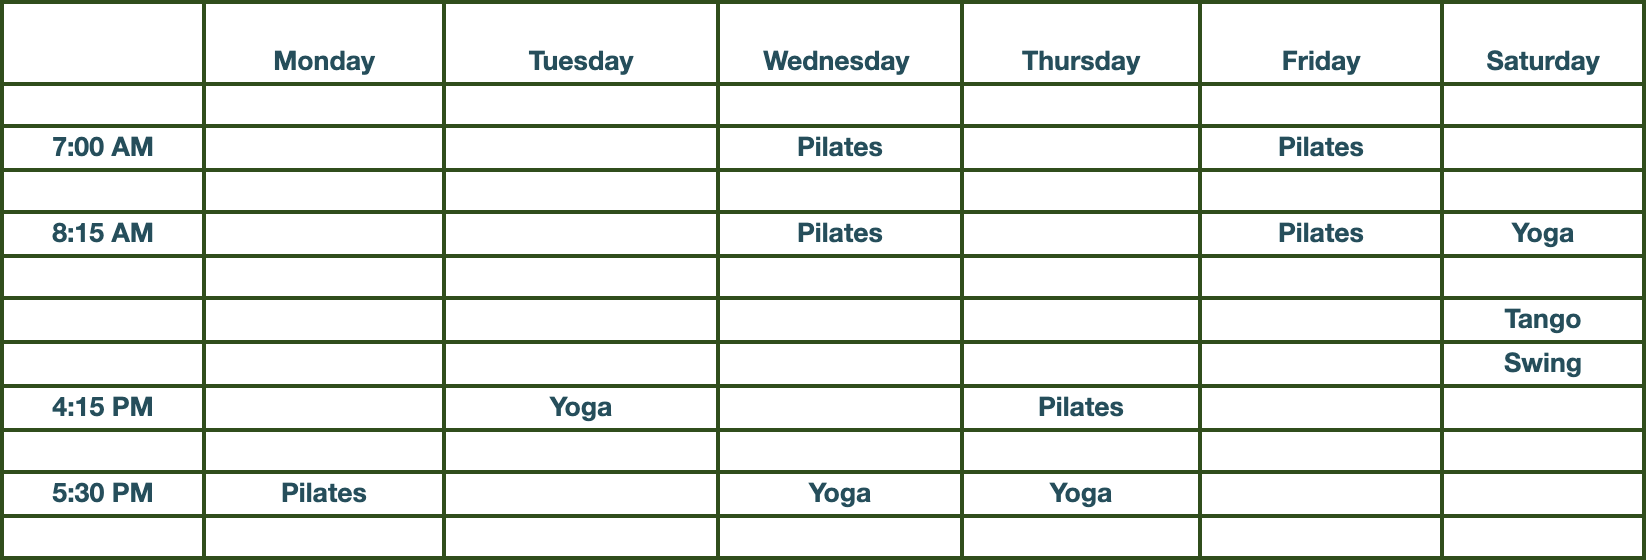 Monday Tuesday Wednesday Thursday Friday Saturday
7:00 AM Pilates Pilates
8:15 AM Pilates Pilates Yoga
Tango
Swing
4:15 PM Yoga Pilates
5:30 PM Pilates Yoga Yoga